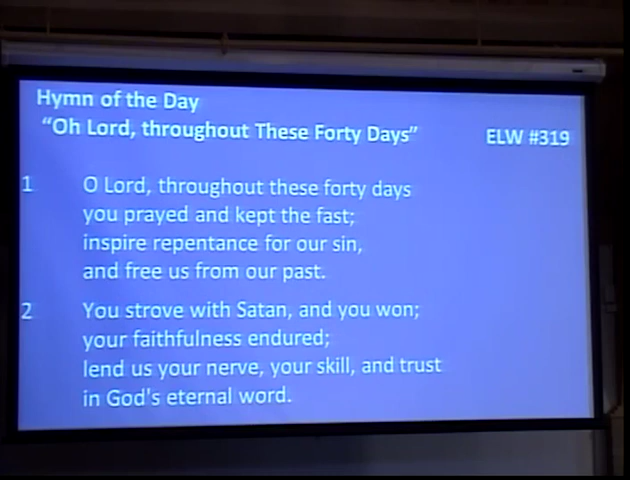 Hymn of the Day
“Oh Lord, throughout These Forty Days” ELW #319
1 O Lord, throughout these forty days
you prayed and kept the fast;
inspire repentance for our sin,
and free us from our past.
2 You strove with Satan, and you won;
your faithfulness endured;
lend us your nerve, your skill, and trust
in God's eternal word.